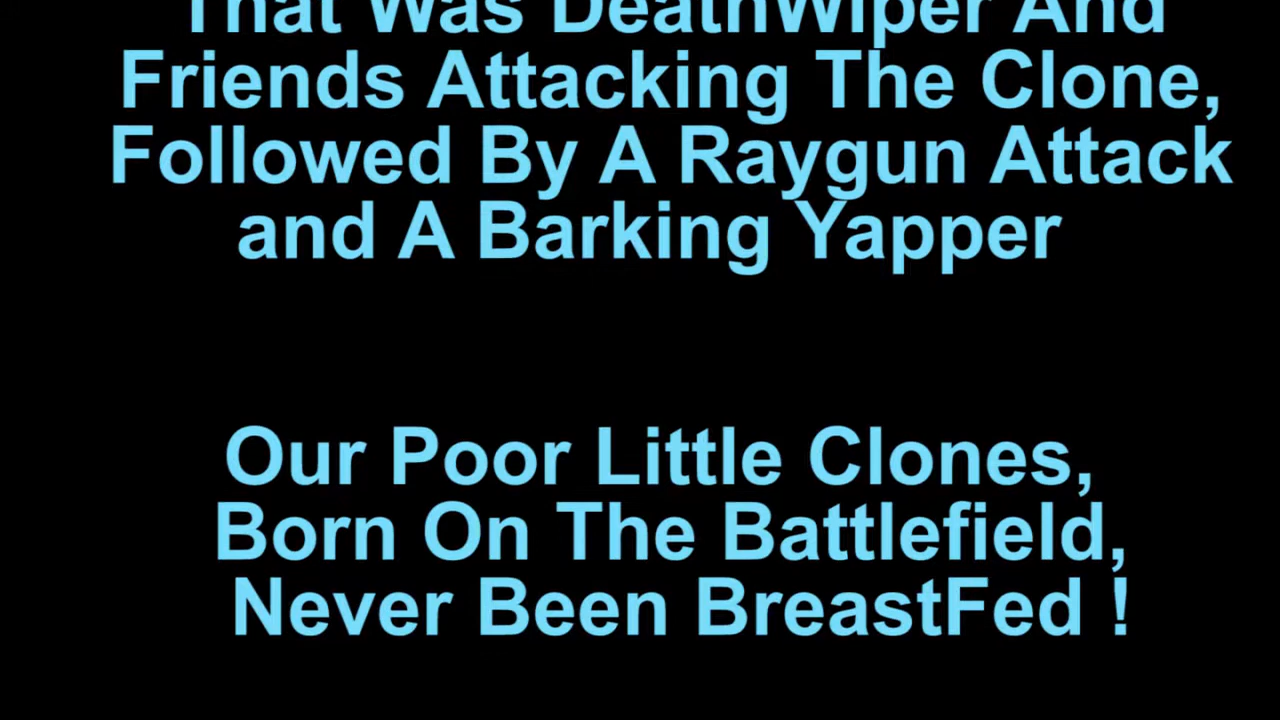 That Was DeathWiper And
Friends Attacking The Clone,
Followed By A Raygun Attack
and A Barking Yapper
Our Poor Little Clones,
Born On The Battlefield,
Never Been BreastFed !